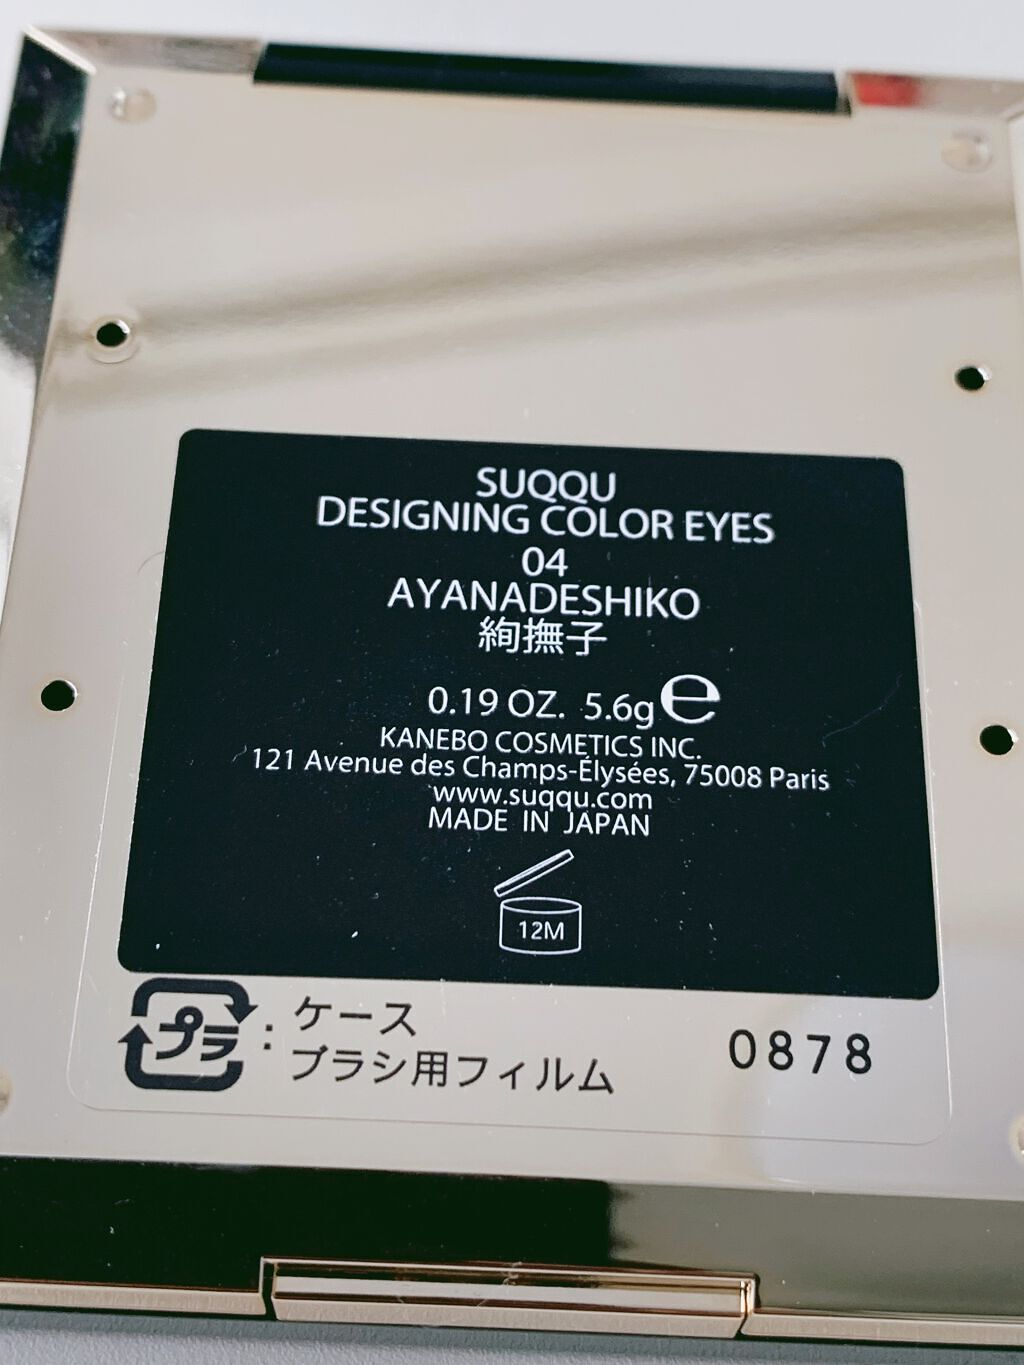 SUQQU
DESIGNING COLOR EYES
04
AYANADESHIKO
絢撫子
0.19 OZ. 5.6g ℮
KANEBO COSMETICS INC.
121 Avenue des Champs-Élysées, 75008 Paris
www.suqqu.com
MADE IN JAPAN
12M
プラ : ケース
ブラシ用フィルム
0878